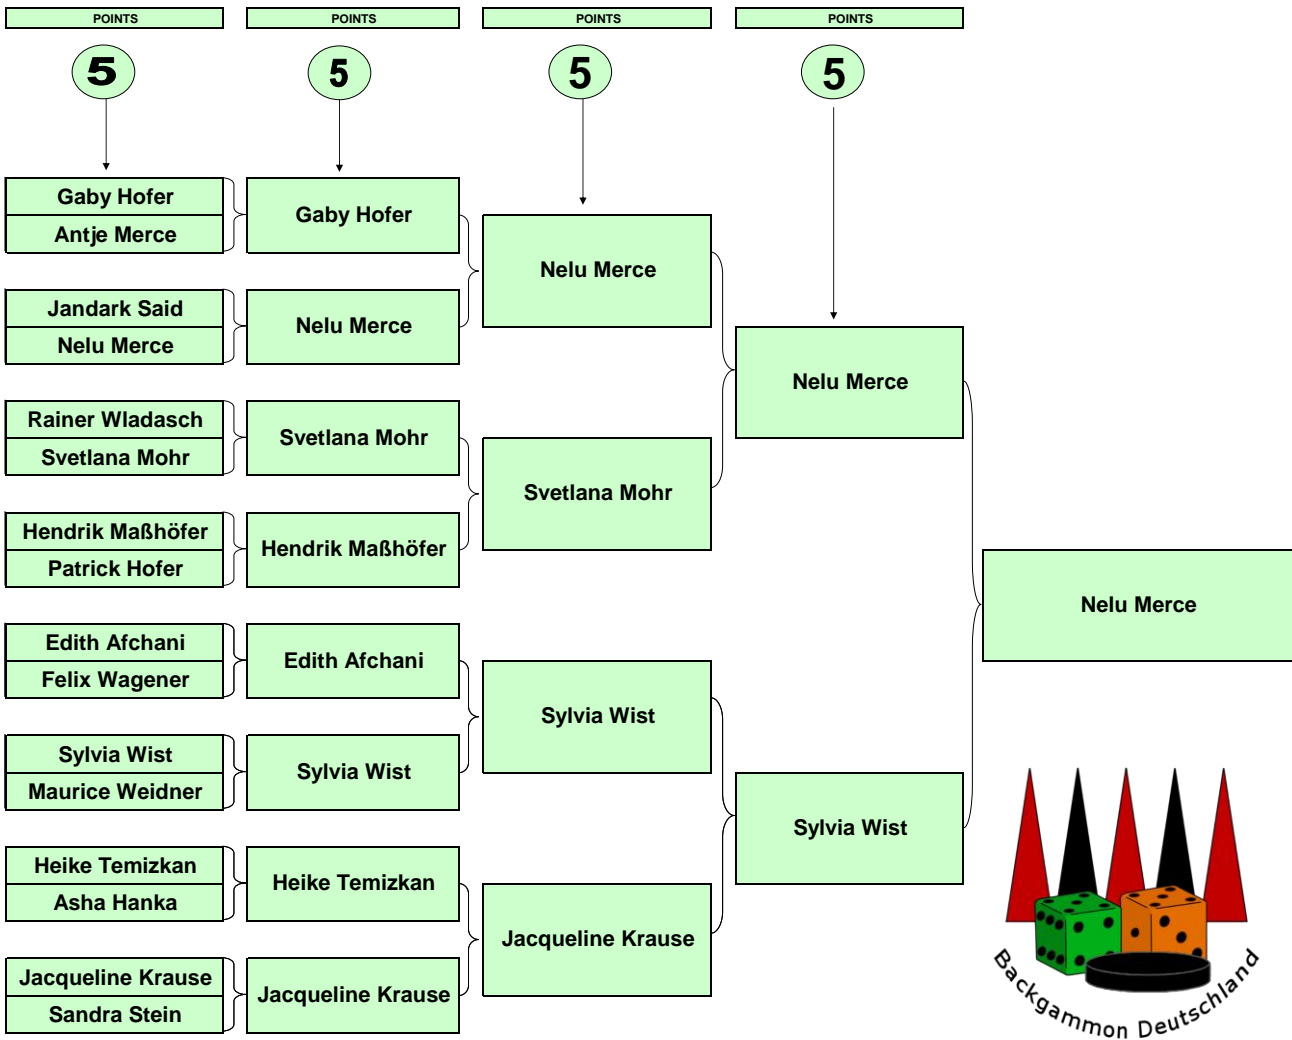 POINTS
POINTS
POINTS
POINTS
5
5
5
5
Gaby Hofer
Antje Merce
Jandark Said
Nelu Merce
Rainer Wladasch
Svetlana Mohr
Hendrik Maßhöfer
Patrick Hofer
Edith Afchani
Felix Wagener
Sylvia Wist
Maurice Weidner
Heike Temizkan
Asha Hanka
Jacqueline Krause
Sandra Stein
Gaby Hofer
Nelu Merce
Svetlana Mohr
Hendrik Maßhöfer
Edith Afchani
Sylvia Wist
Heike Temizkan
Jacqueline Krause
Nelu Merce
Svetlana Mohr
Sylvia Wist
Jacqueline Krause
Nelu Merce
Sylvia Wist
Nelu Merce
Backgammon Deutschland